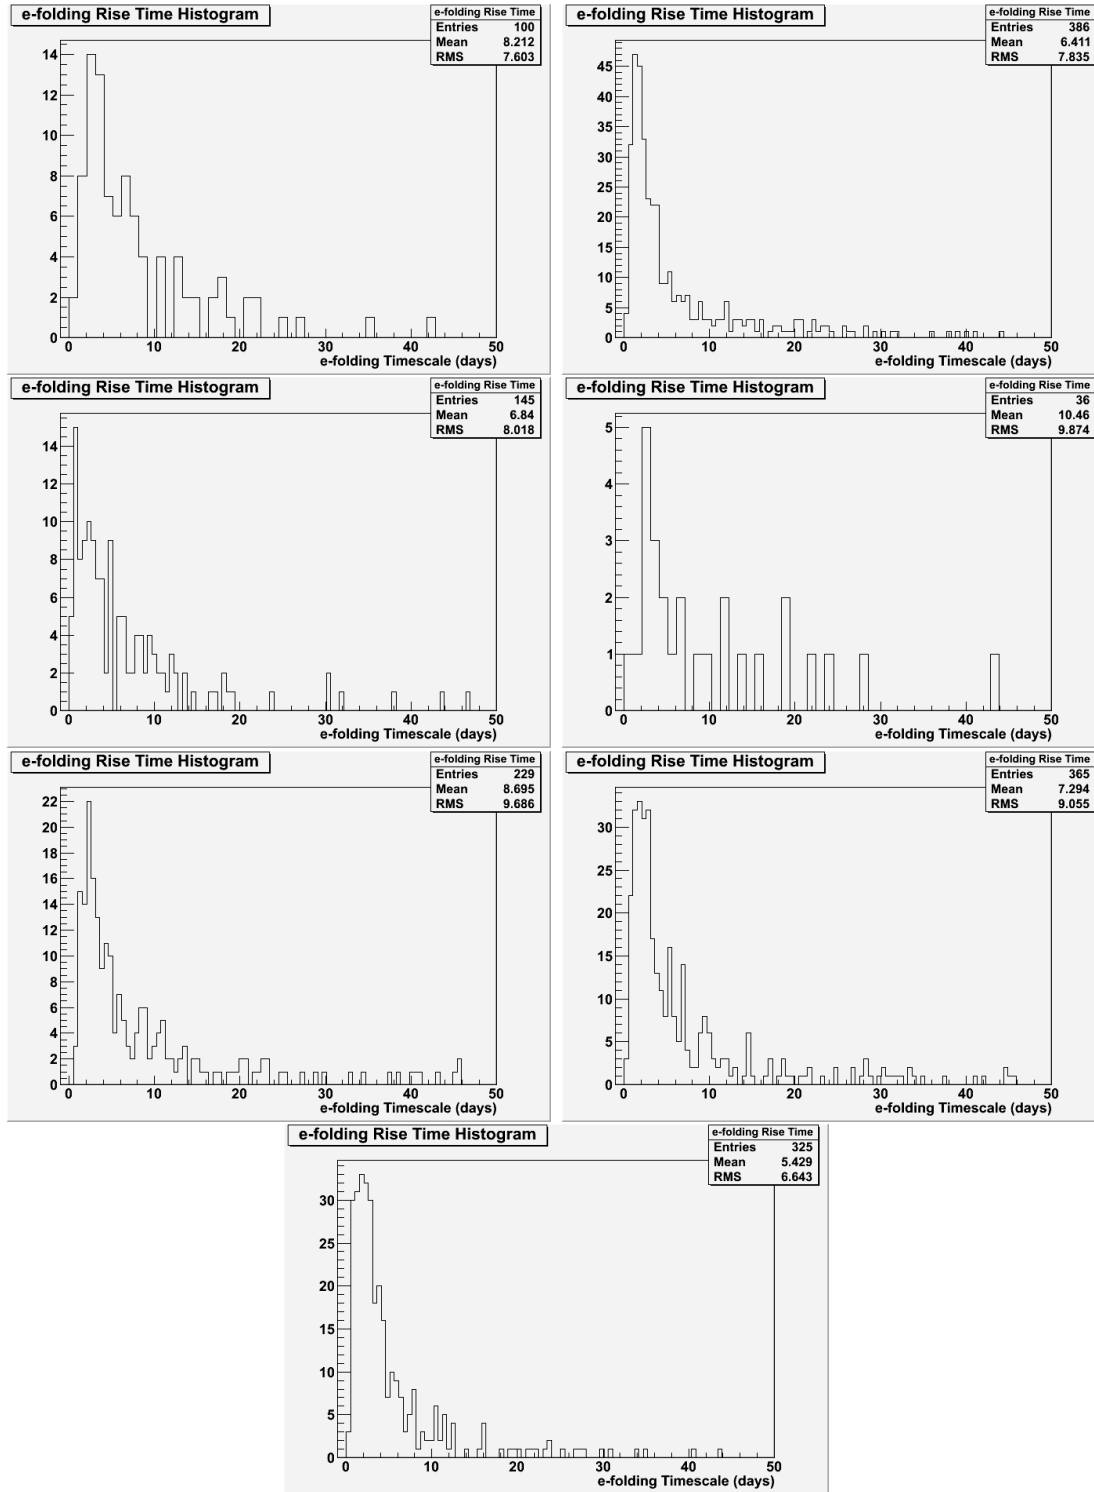 e-folding Rise Time Histogram
e-folding Rise Time
Entries 100
Mean 8.212
RMS 7.603
14
12
10
8
6
4
2
0
0 10 20 30 40 50
e-folding Timescale (days)
e-folding Rise Time Histogram
e-folding Rise Time
Entries 386
Mean 6.411
RMS 7.835
45
40
35
30
25
20
15
10
5
0
0 10 20 30 40 50
e-folding Timescale (days)
e-folding Rise Time Histogram
e-folding Rise Time
Entries 145
Mean 6.84
RMS 8.018
14
12
10
8
6
4
2
0
0 10 20 30 40 50
e-folding Timescale (days)
e-folding Rise Time Histogram
e-folding Rise Time
Entries 36
Mean 10.46
RMS 9.874
5
4
3
2
1
0
0 10 20 30 40 50
e-folding Timescale (days)
e-folding Rise Time Histogram
e-folding Rise Time
Entries 229
Mean 8.695
RMS 9.686
22
20
18
16
14
12
10
8
6
4
2
0
0 10 20 30 40 50
e-folding Timescale (days)
e-folding Rise Time Histogram
e-folding Rise Time
Entries 365
Mean 7.294
RMS 9.055
30
25
20
15
10
5
0
0 10 20 30 40 50
e-folding Timescale (days)
e-folding Rise Time Histogram
e-folding Rise Time
Entries 325
Mean 5.429
RMS 6.643
30
25
20
15
10
5
0
0 10 20 30 40 50
e-folding Timescale (days)